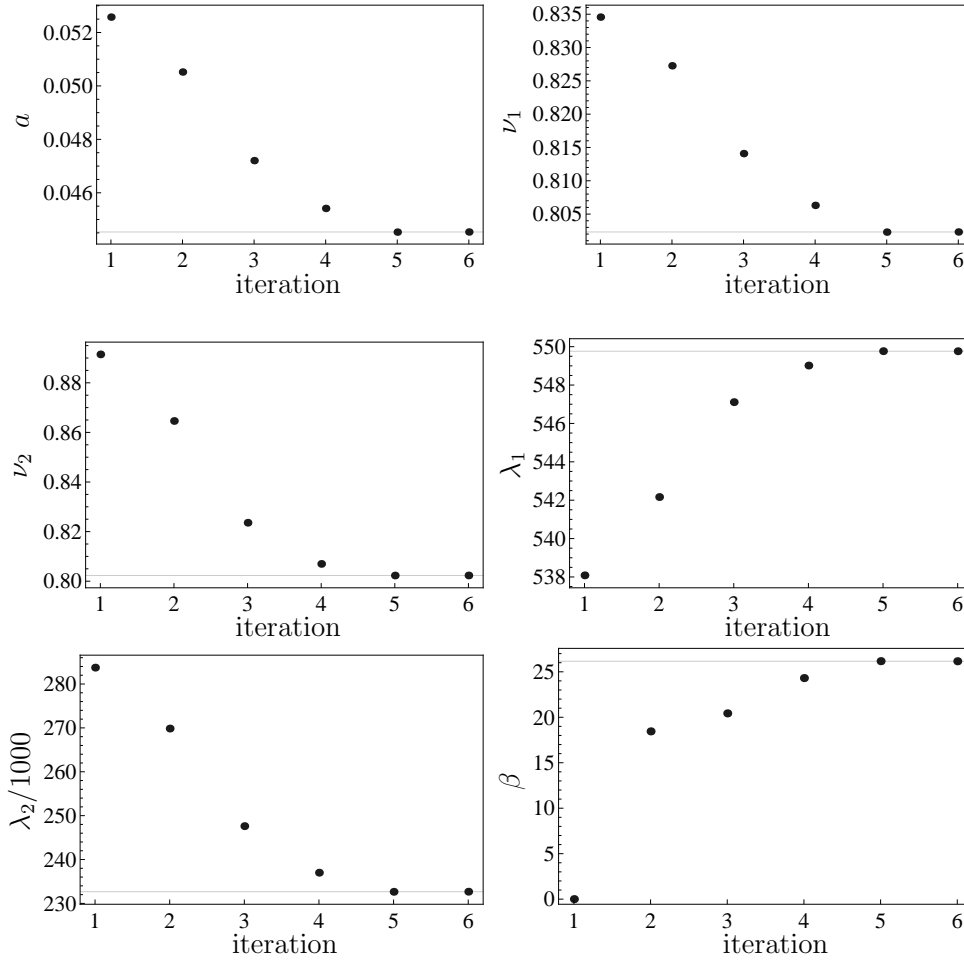 0.052
0.050
0.048
0.046
a
1 2 3 4 5 6
iteration
0.835
0.830
0.825
0.820
0.815
0.810
0.805
ν₁
1 2 3 4 5 6
iteration
0.88
0.86
0.84
0.82
0.80
ν₂
1 2 3 4 5 6
iteration
550
548
546
544
542
540
538
λ₁
1 2 3 4 5 6
iteration
280
270
260
250
240
230
λ₂/1000
1 2 3 4 5 6
iteration
25
20
15
10
5
0
β
1 2 3 4 5 6
iteration